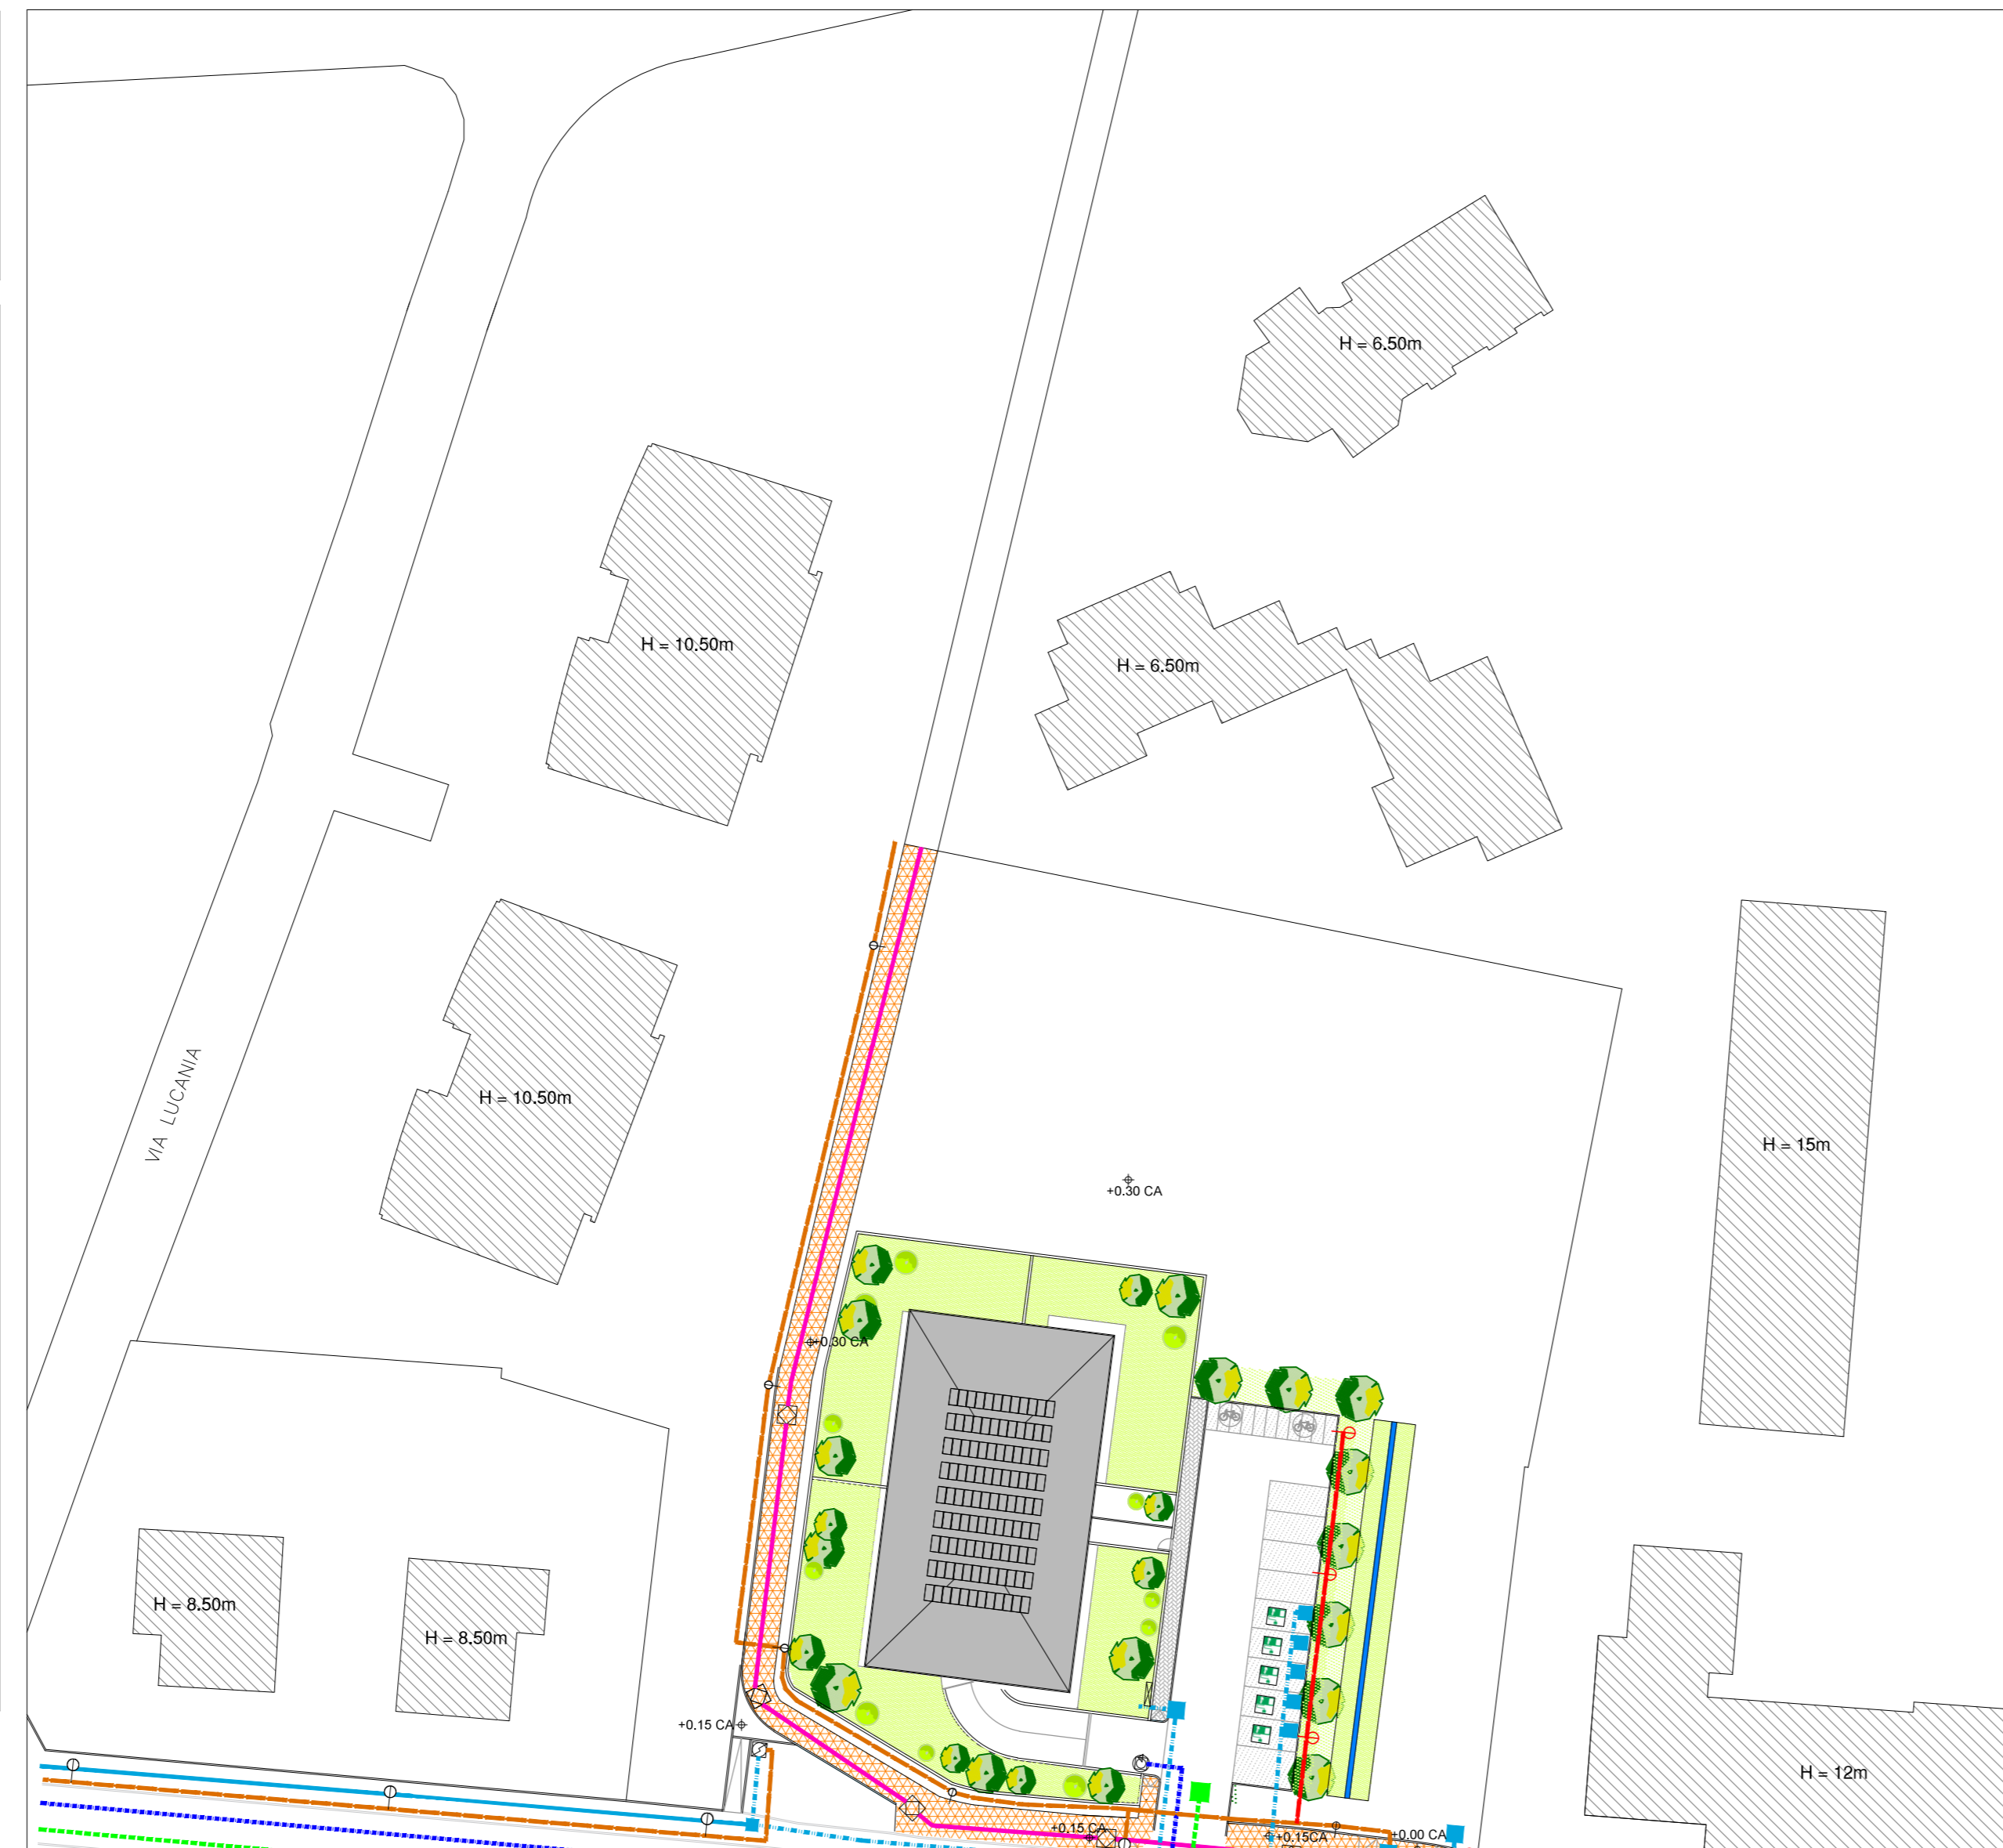 H = 6.50m
H = 10.50m
H = 6.50m
VIA LUCANIA
H = 10.50m
H = 15m
+0.30 CA
+0.30 CA
H = 8.50m
H = 8.50m
+0.15 CA
H = 12m
+0.15 CA
+0.15CA
+0.00 CA